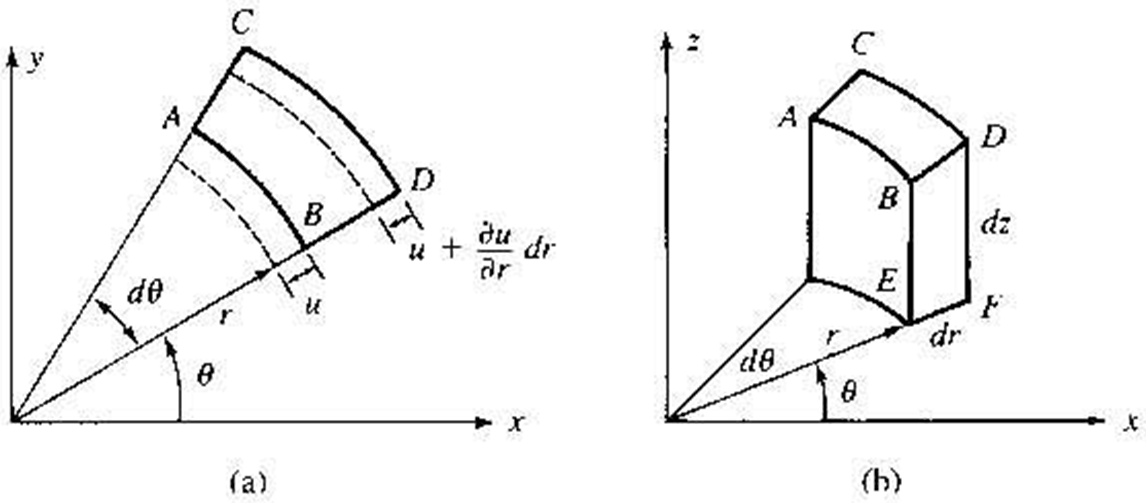 C
y
A
D
B
u + ∂u/∂r dr
dθ
u
r
θ
x
(a)
z
C
A
D
B
dz
E
F
r
dr
dθ
θ
x
(b)